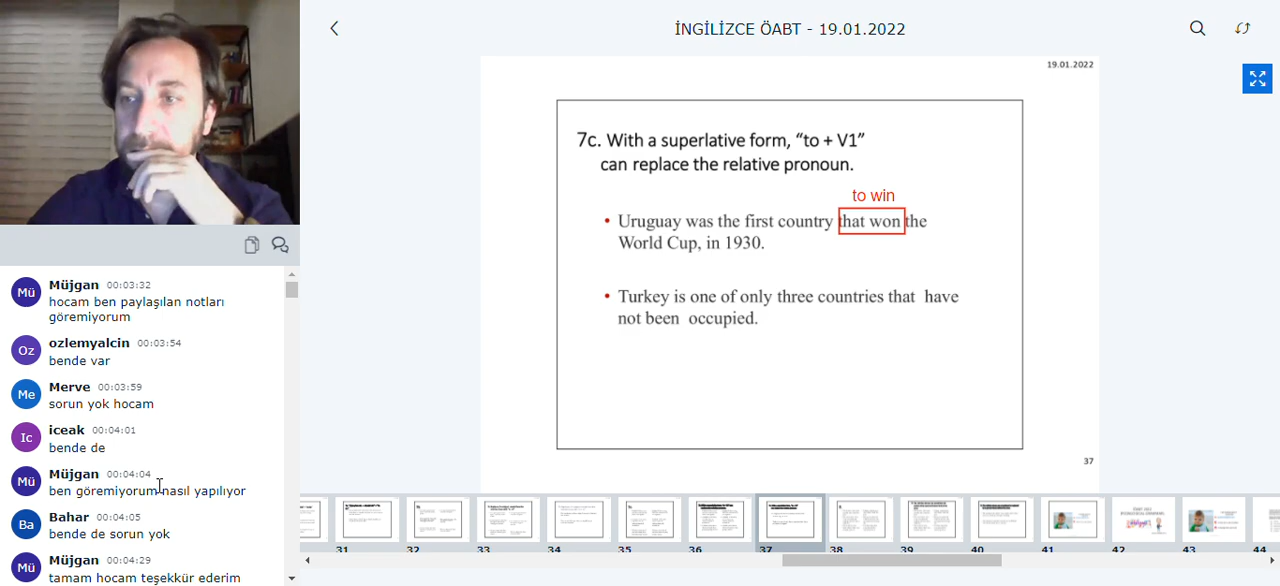 İNGİLİZCE ÖABT - 19.01.2022
19.01.2022
7c. With a superlative form, “to + V1”
can replace the relative pronoun.
to win
• Uruguay was the first country that won the
World Cup, in 1930.
• Turkey is one of only three countries that have
not been occupied.
37
Mü
Müjgan 00:03:32
hocam ben paylaşılan notları
göremiyorum
Oz
ozlemyalcin 00:03:54
bende var
Me
Merve 00:03:59
sorun yok hocam
Ic
iceak 00:04:01
bende de
Mü
Müjgan 00:04:04
ben göremiyorum nasıl yapılıyor
Ba
Bahar 00:04:05
bende de sorun yok
Mü
Müjgan 00:04:29
tamam hocam teşekkür ederim
31 32 33 34 35 36 37 38 39 40 41 42 43 44